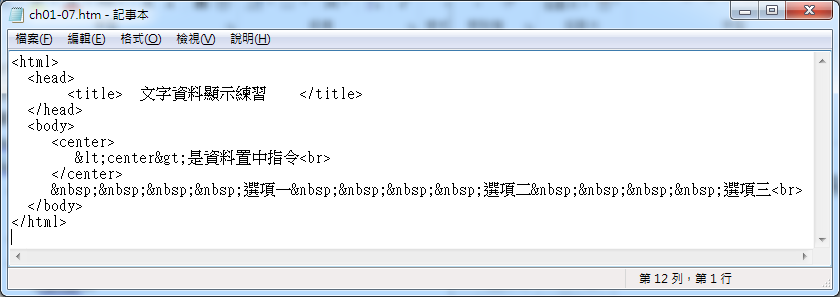 ch01-07.htm - 記事本
檔案(F) 編輯(E) 格式(O) 檢視(V) 說明(H)
<html>
  <head>
       <title>  文字資料顯示練習    </title>
  </head>
  <body>
     <center>
        &lt;center&gt;是資料置中指令<br>
     </center>
     &nbsp;&nbsp;&nbsp;&nbsp;選項一&nbsp;&nbsp;&nbsp;&nbsp;選項二&nbsp;&nbsp;&nbsp;&nbsp;選項三<br>
  </body>
</html>
第 12 列，第 1 行